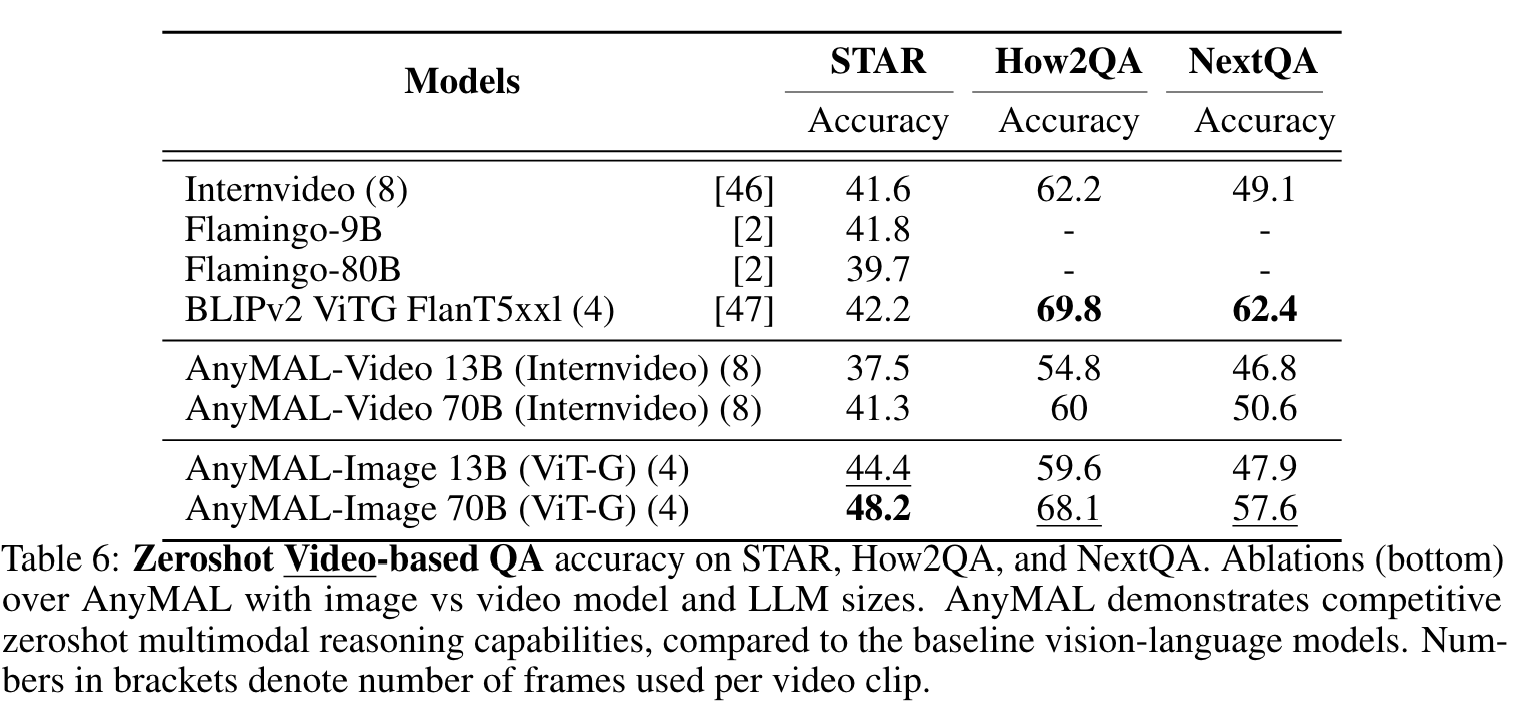 Models STAR How2QA NextQA
Accuracy Accuracy Accuracy
Internvideo (8) [46] 41.6 62.2 49.1
Flamingo-9B [2] 41.8 - -
Flamingo-80B [2] 39.7 - -
BLIPv2 ViTG FlanT5xxl (4) [47] 42.2 69.8 62.4
AnyMAL-Video 13B (Internvideo) (8) 37.5 54.8 46.8
AnyMAL-Video 70B (Internvideo) (8) 41.3 60 50.6
AnyMAL-Image 13B (ViT-G) (4) 44.4 59.6 47.9
AnyMAL-Image 70B (ViT-G) (4) 48.2 68.1 57.6
Table 6: Zeroshot Video-based QA accuracy on STAR, How2QA, and NextQA. Ablations (bottom)
over AnyMAL with image vs video model and LLM sizes. AnyMAL demonstrates competitive
zeroshot multimodal reasoning capabilities, compared to the baseline vision-language models. Num-
bers in brackets denote number of frames used per video clip.